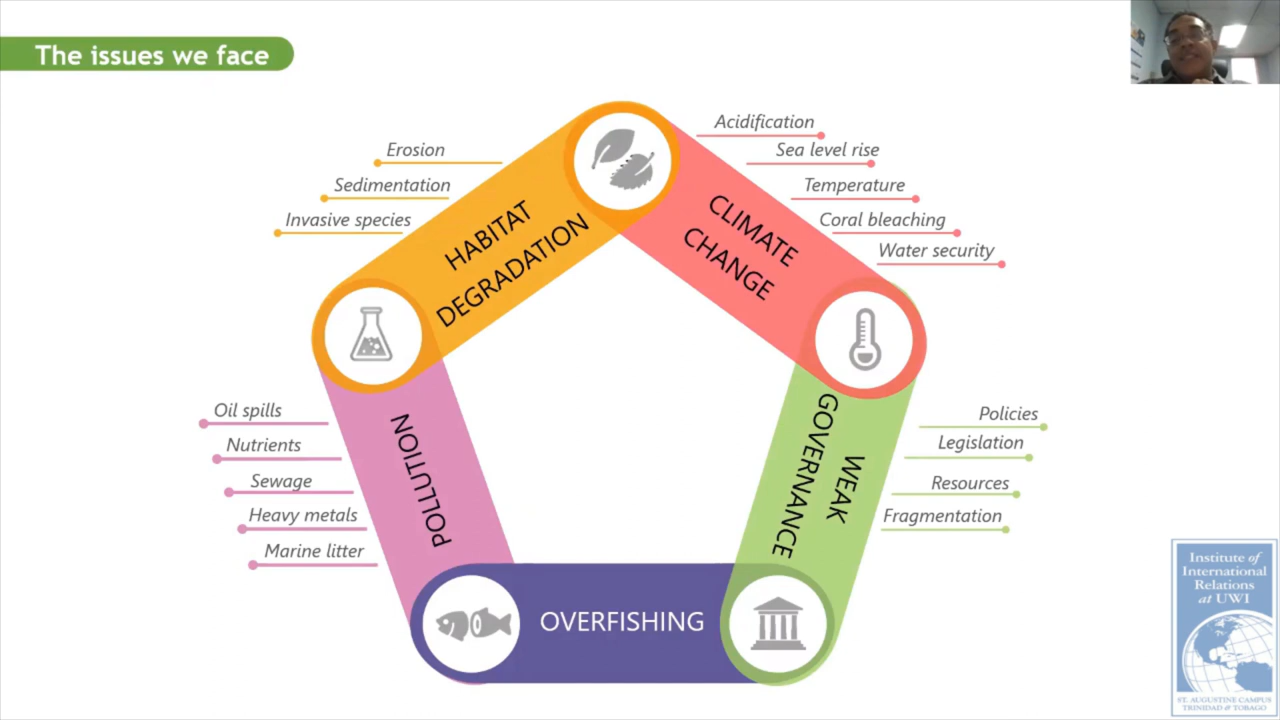 The issues we face
Erosion
Sedimentation
Invasive species
HABITAT
DEGRADATION
Acidification
Sea level rise
Temperature
Coral bleaching
Water security
CLIMATE
CHANGE
Oil spills
Nutrients
Sewage
Heavy metals
Marine litter
POLLUTION
Policies
Legislation
Resources
Fragmentation
WEAK
GOVERNANCE
OVERFISHING
Institute of
International
Relations
at UWI
ST. AUGUSTINE CAMPUS
TRINIDAD & TOBAGO